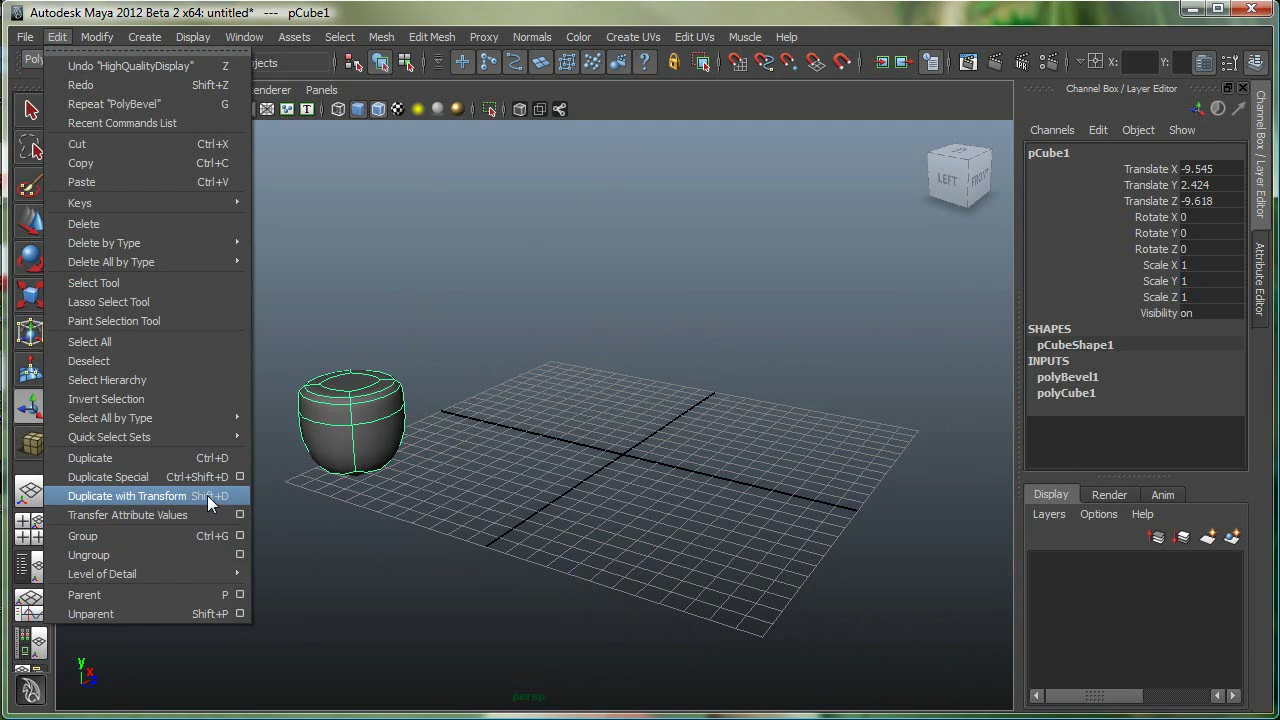 Autodesk Maya 2012 Beta 2 x64: untitled*   ---   pCube1
File Edit Modify Create Display Window Assets Select Mesh Edit Mesh Proxy Normals Color Create UVs Edit UVs Muscle Help
Poly
jects
X:
Y:
Undo "HighQualityDisplay" Z
Redo Shift+Z
Repeat "PolyBevel" G
Recent Commands List
Cut Ctrl+X
Copy Ctrl+C
Paste Ctrl+V
Keys
Delete
Delete by Type
Delete All by Type
Select Tool
Lasso Select Tool
Paint Selection Tool
Select All
Deselect
Select Hierarchy
Invert Selection
Select All by Type
Quick Select Sets
Duplicate Ctrl+D
Duplicate Special Ctrl+Shift+D
Duplicate with Transform Shift+D
Transfer Attribute Values
Group Ctrl+G
Ungroup
Level of Detail
Parent P
Unparent Shift+P
enderer Panels
LEFT
FRONT
y
x
persp
Channel Box / Layer Editor
Channels Edit Object Show
pCube1
Translate X -9.545
Translate Y 2.424
Translate Z -9.618
Rotate X 0
Rotate Y 0
Rotate Z 0
Scale X 1
Scale Y 1
Scale Z 1
Visibility on
SHAPES
pCubeShape1
INPUTS
polyBevel1
polyCube1
Display Render Anim
Layers Options Help
Channel Box / Layer Editor
Attribute Editor